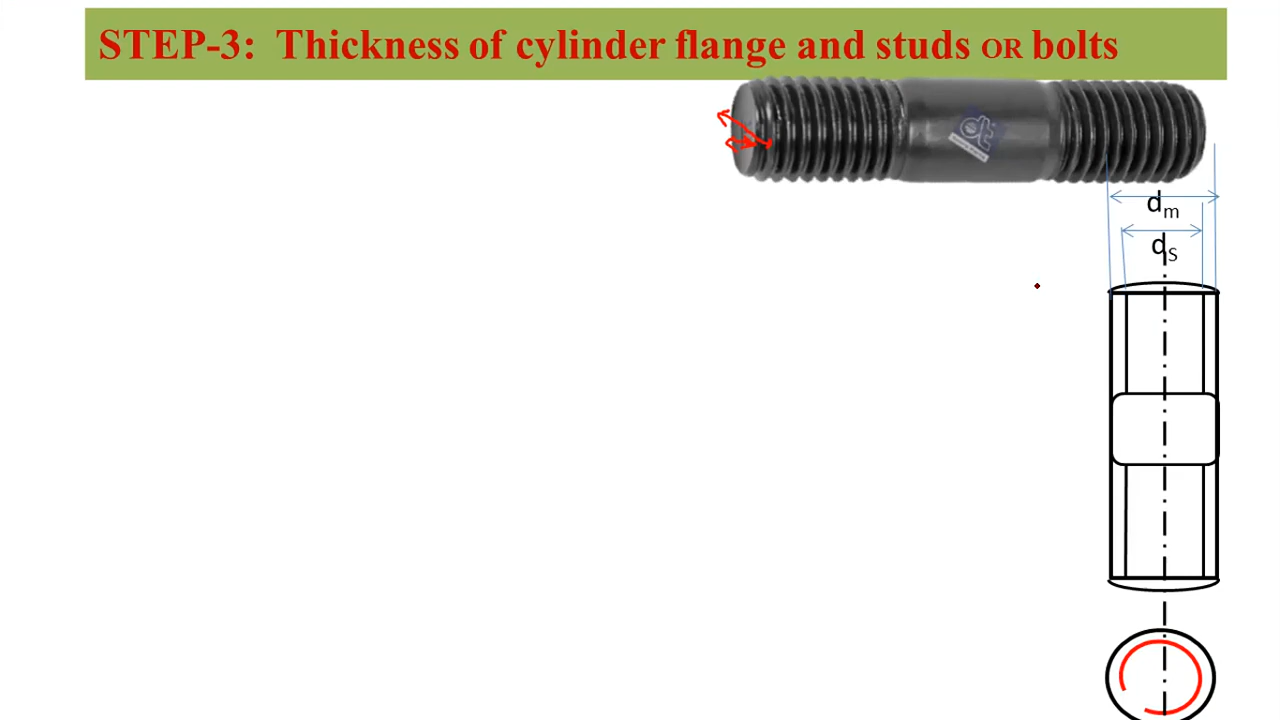 STEP-3: Thickness of cylinder flange and studs OR bolts
dm
dS